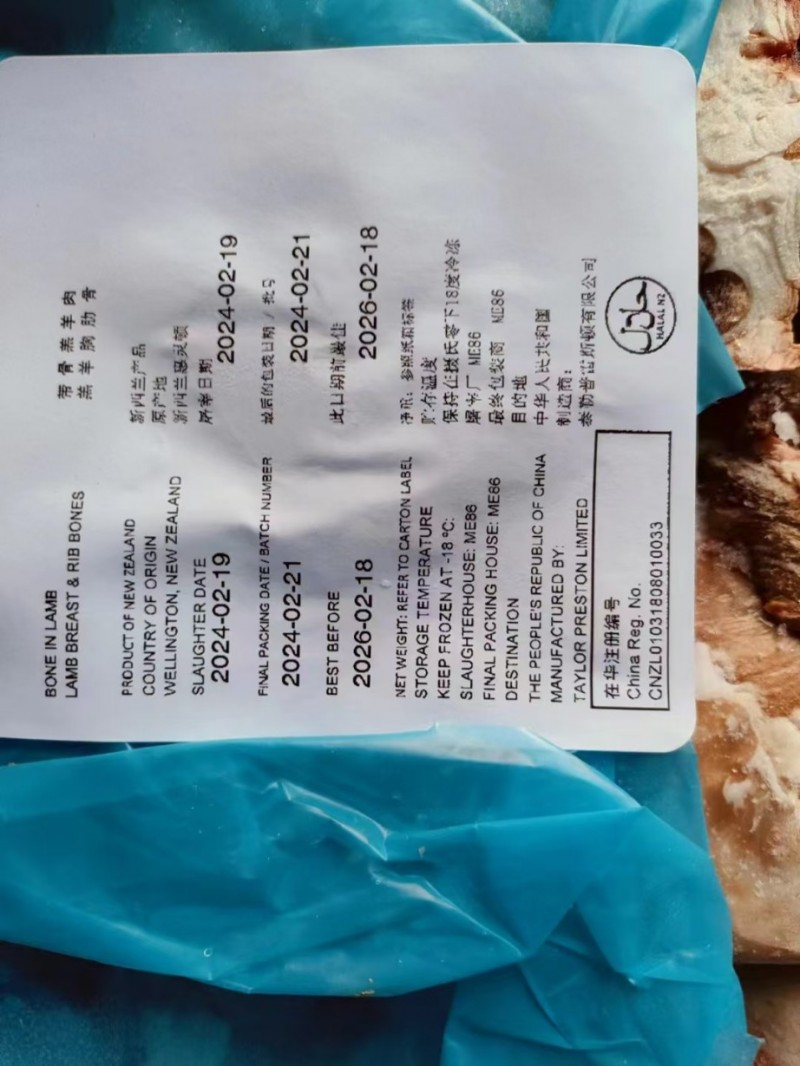 BONE IN LAMB
LAMB BREAST & RIB BONES
PRODUCT OF NEW ZEALAND
COUNTRY OF ORIGIN
WELLINGTON, NEW ZEALAND
SLAUGHTER DATE
2024-02-19
FINAL PACKING DATE / BATCH NUMBER
2024-02-21
BEST BEFORE
2026-02-18
NET WEIGHT: REFER TO CARTON LABEL
STORAGE TEMPERATURE
KEEP FROZEN AT -18 ºC:
SLAUGHTERHOUSE: ME86
FINAL PACKING HOUSE: ME86
DESTINATION
THE PEOPLE'S REPUBLIC OF CHINA
MANUFACTURED BY:
TAYLOR PRESTON LIMITED
在华注册编号
China Reg. No.
CNZL01031808010033
带骨羔羊肉
羔羊胸肋骨
新西兰产品
原产地
新西兰惠灵顿
屠宰日期
2024-02-19
最后的包装日期 / 批号
2024-02-21
此日期前最佳
2026-02-18
净重: 参照纸箱标签
贮存温度
保持在摄氏零下18度冷冻
屠宰厂 ME86
最终包装商 ME86
目的地
中华人民共和国
制造商:
泰勒普雷斯顿有限公司
حلال
HALAL NZ